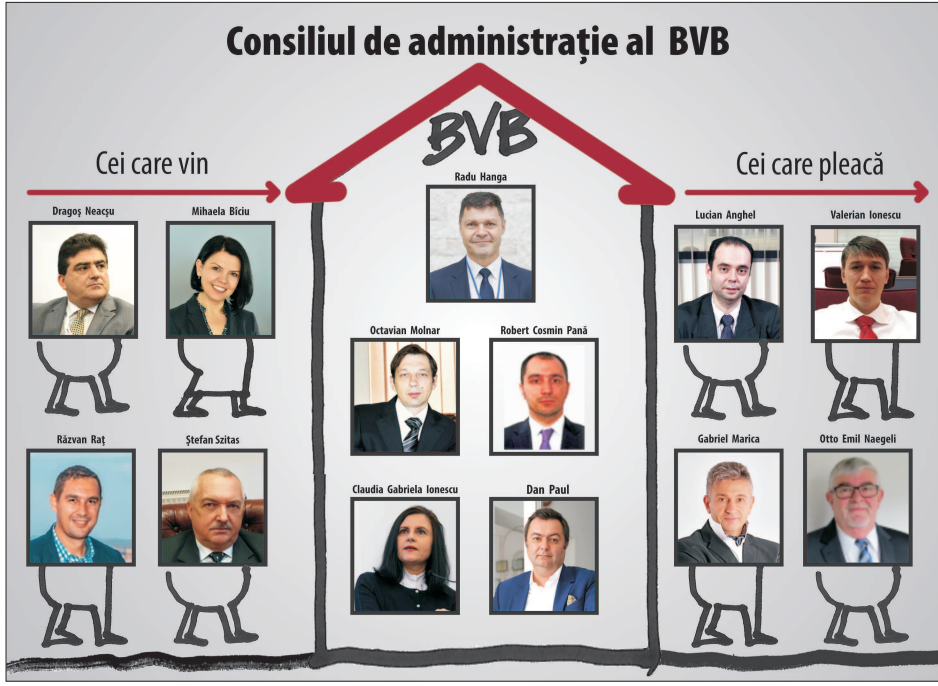 Consiliul de administrație al BVB
BVB
Cei care vin
Cei care pleacă
Radu Hanga
Dragoș Neacșu
Mihaela Bîciu
Lucian Anghel
Valerian Ionescu
Octavian Molnar
Robert Cosmin Pană
Răzvan Raț
Ștefan Szitas
Gabriel Marica
Otto Emil Naegeli
Claudia Gabriela Ionescu
Dan Paul